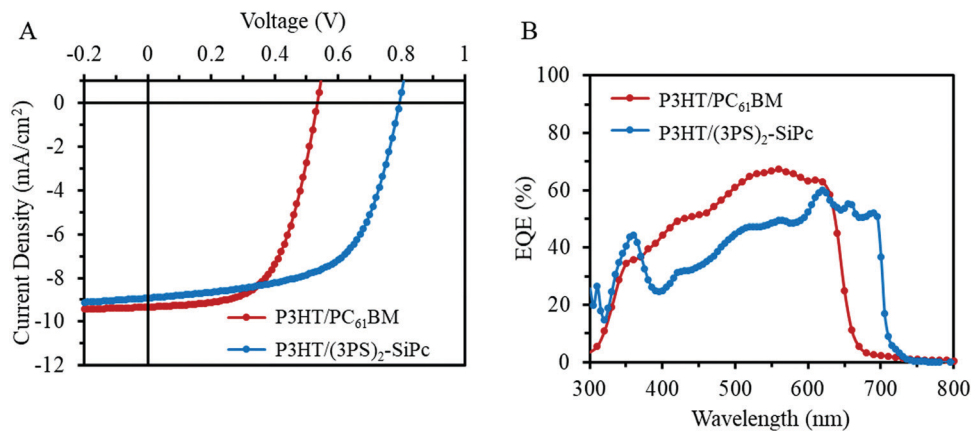 A
Voltage (V)
-0.2 0 0.2 0.4 0.6 0.8 1
Current Density (mA/cm²)
0
-2
-4
-6
-8
-10
-12
P3HT/PC₆₁BM
P3HT/(3PS)₂-SiPc
B
EQE (%)
100
80
60
40
20
0
P3HT/PC₆₁BM
P3HT/(3PS)₂-SiPc
300 400 500 600 700 800
Wavelength (nm)